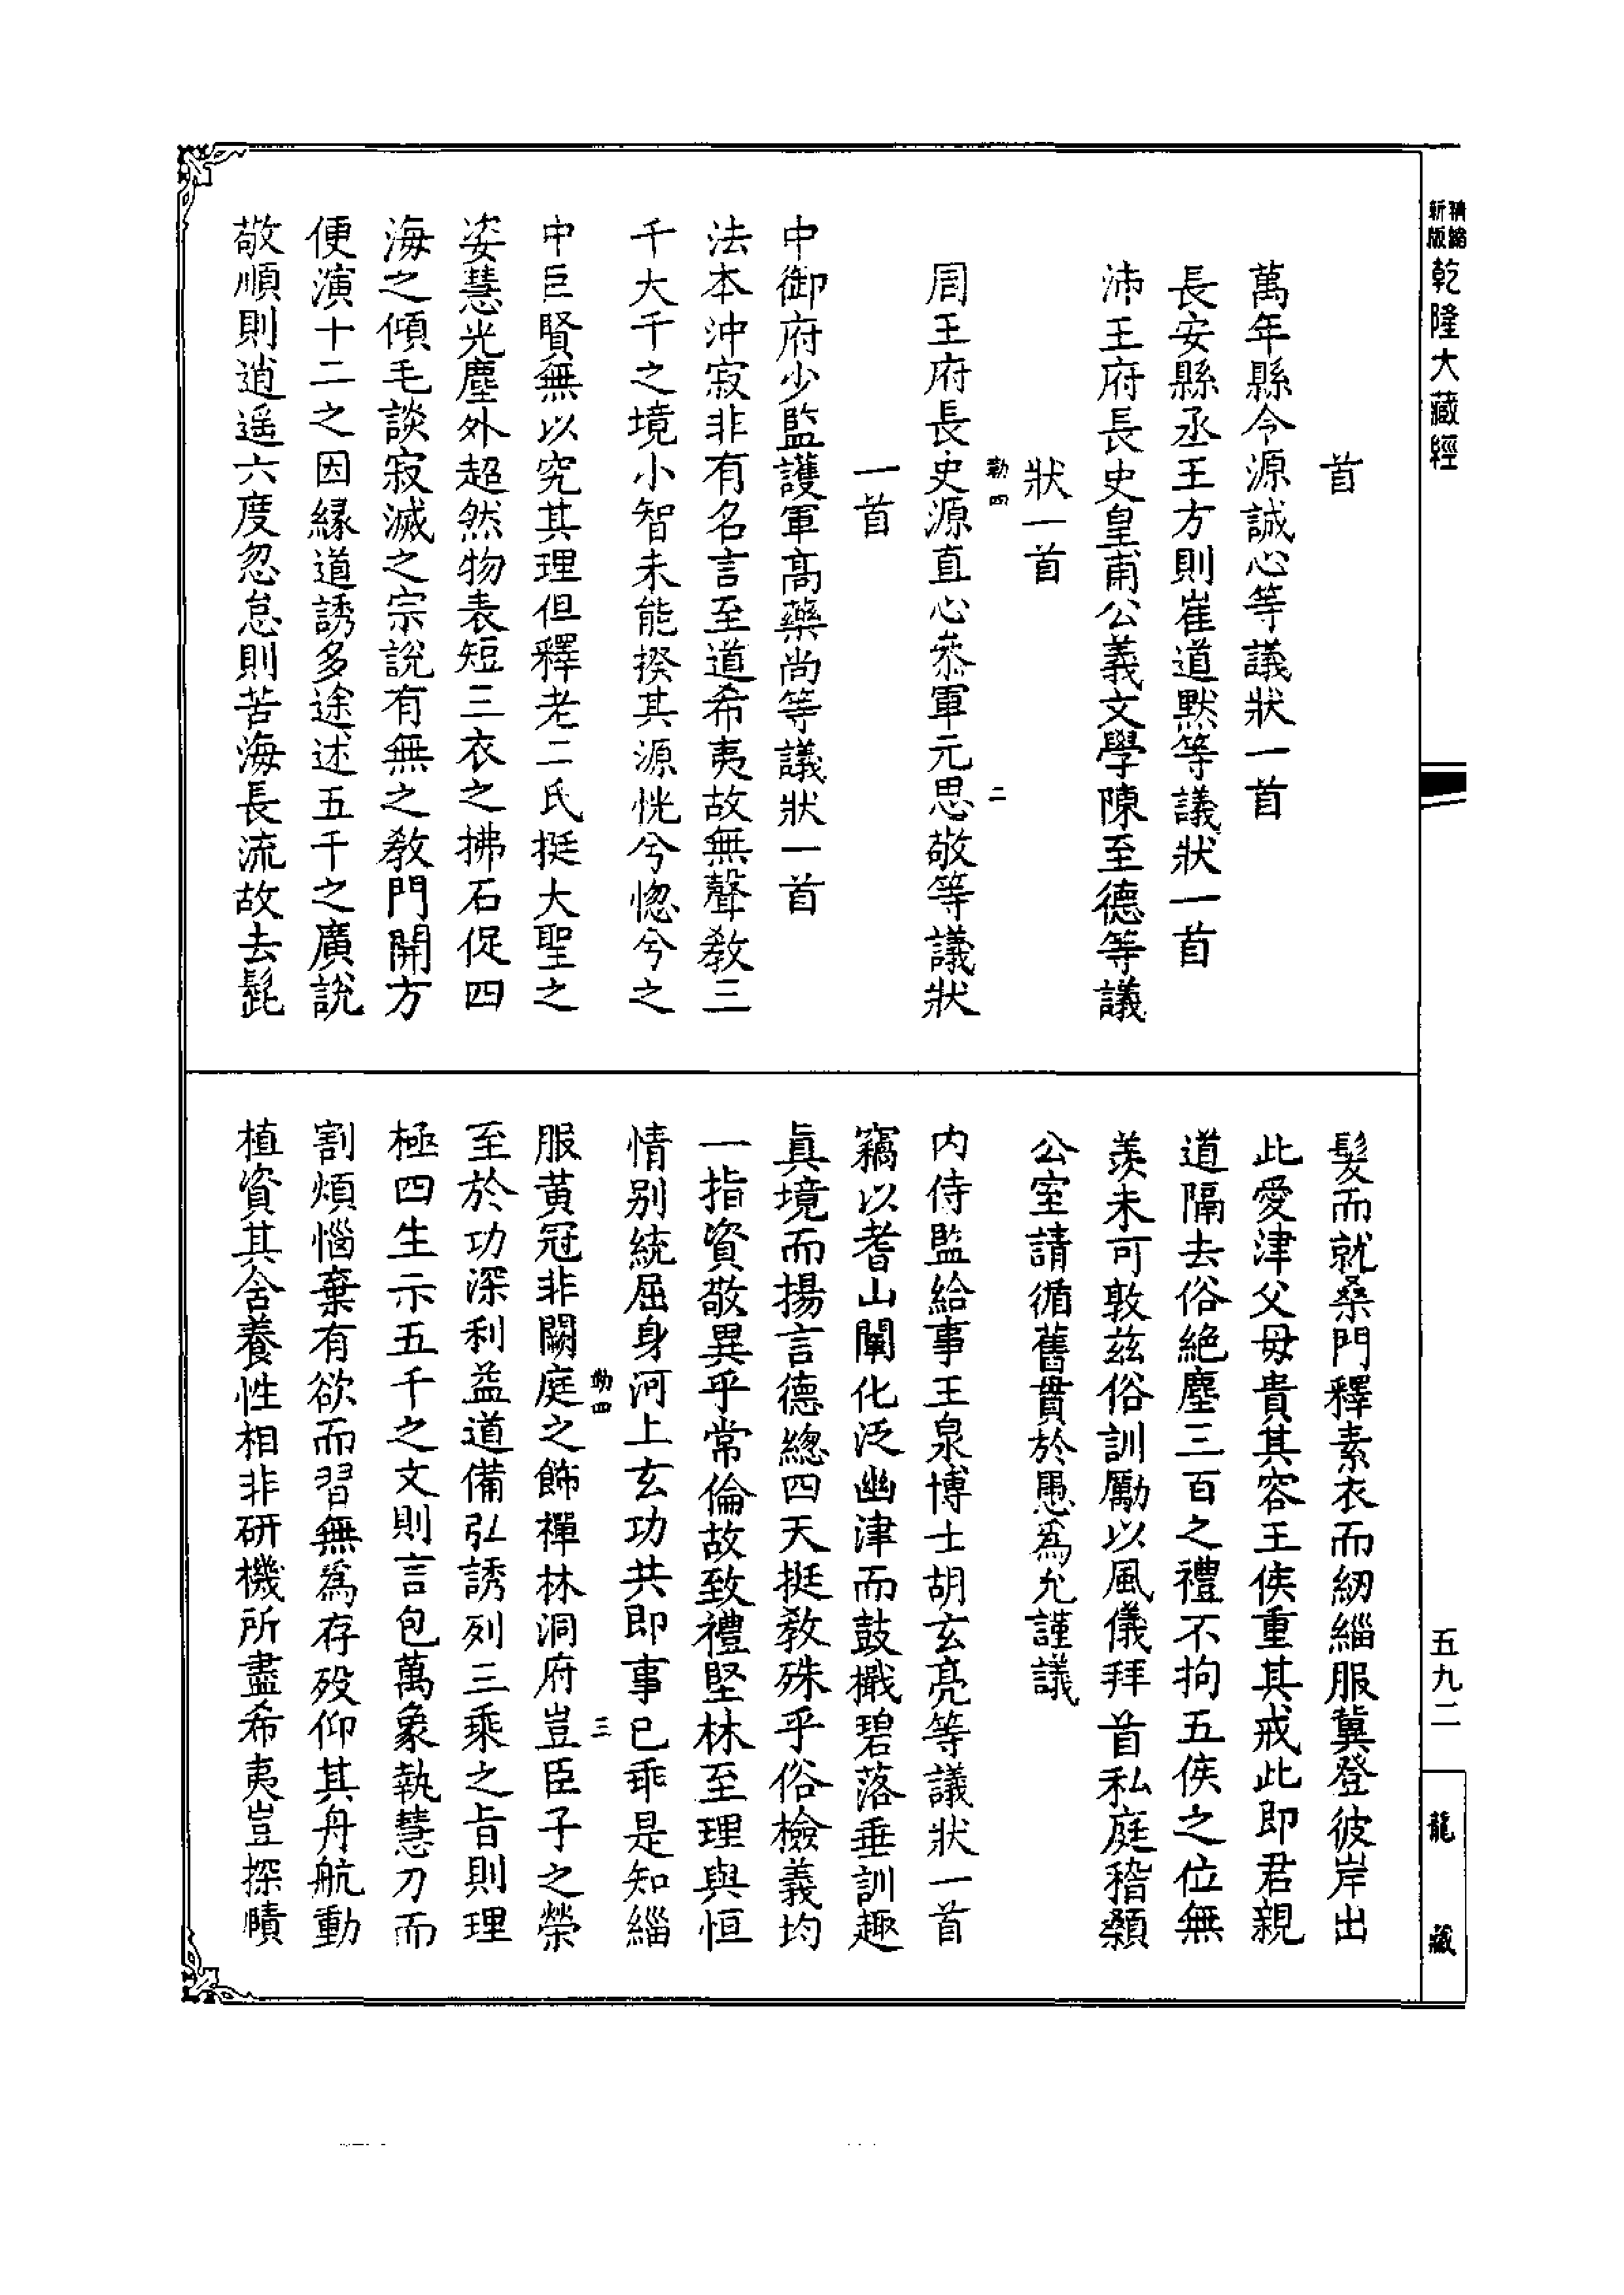 精縮
新版
乾隆大藏經
首
萬年縣令源誠心等議狀一首
長安縣丞王方則崔道默等議狀一首
沛王府長史皇甫公義文學陳至德等議
狀一首
勤四
二
周王府長史源直心叅軍元思敬等議狀
一首
中御府少監護軍高藥尚等議狀一首
法本沖寂非有名言至道希夷故無聲教三
千大千之境小智未能揆其源恍兮惚兮之
中巨賢無以究其理但釋老二氏挺大聖之
姿慧光塵外超然物表短三衣之拂石促四
海之傾毛談寂滅之宗說有無之教門開方
便演十二之因緣道誘多途述五千之廣說
敬順則逍遙六度忽怠則苦海長流故去髭
髮而就桑門釋素衣而紉緇服冀登彼岸出
此愛津父母貴其容王侯重其戒此即君親
道隔去俗絕塵三百之禮不拘五侯之位無
羨未可敦茲俗訓勵以風儀拜首私庭稽顙
公室請循舊貫於愚為允謹議
內侍監給事王泉博士胡玄亮等議狀一首
竊以耆山闡化泛幽津而鼓檝碧落垂訓趣
眞境而揚言德總四天挺教殊乎俗檢義均
一指資敬異乎常倫故致禮堅林至理與恒
情別統屈身河上玄功共即事已乖是知緇
勤四
三
服黃冠非闕庭之飾禪林洞府豈臣子之榮
至於功深利益道備弘誘列三乘之旨則理
極四生示五千之文則言包萬象執慧刀而
割煩惱棄有欲而習無為存歿仰其舟航動
植資其含養性相非研機所盡希夷豈探賾
五九二
龍藏